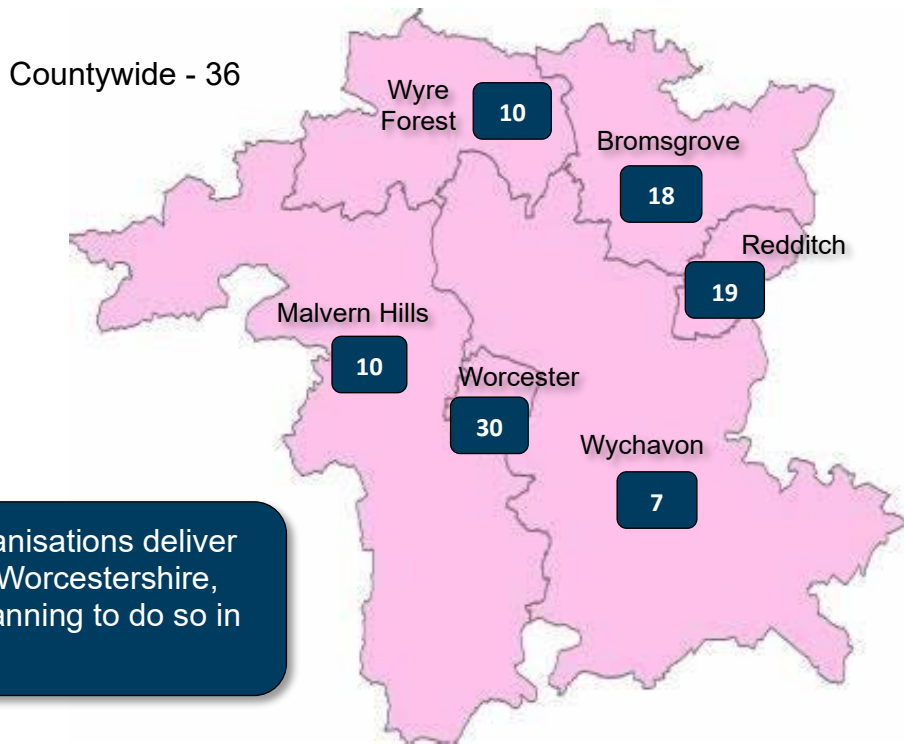 Countywide - 36
Wyre
Forest
10
Bromsgrove
18
Redditch
19
Malvern Hills
10
Worcester
30
Wychavon
7
anisations deliver
Worcestershire,
anning to do so in